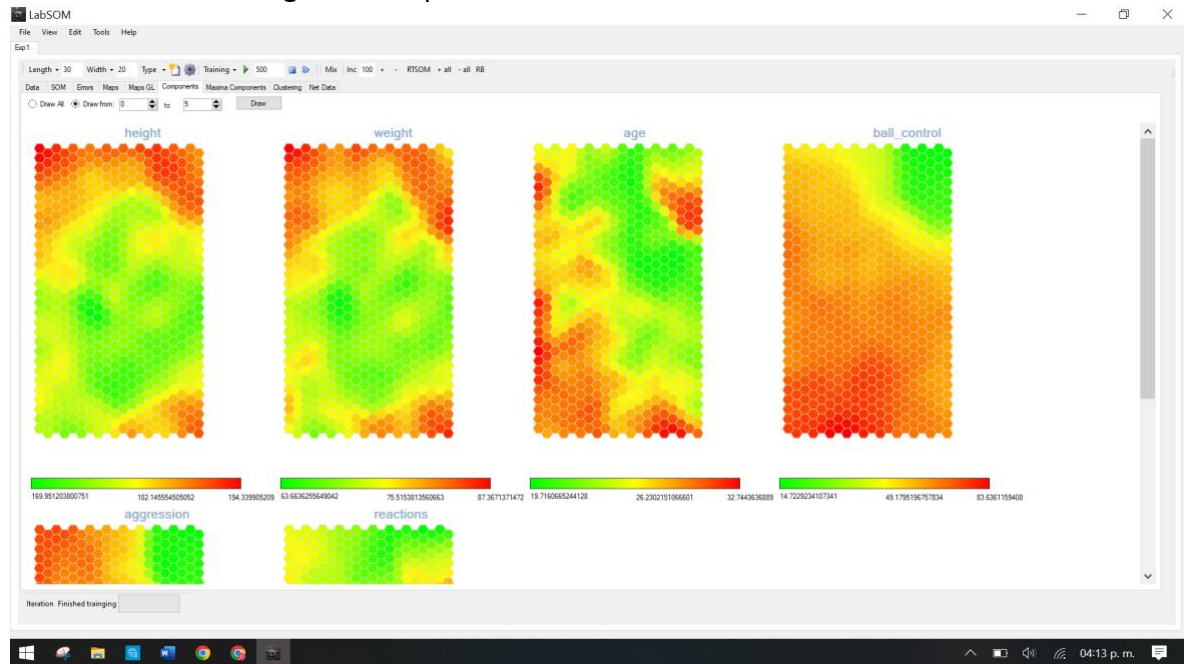 LabSOM
File View Edit Tools Help
Exp1
Length 30 Width 20 Type Training 500 Mix Inc 100 + - RTSOM + all - all RB
Data SOM Errors Maps Maps GL Components Maxima Components Clustering Net Data
Draw All Draw from: 0 to 5 Draw
height weight age ball_control
169.951203800751 182.145554505052 194.339905209 63.6636255649042 75.5153813560663 87.3671371472 19.7160665244128 26.2302151066601 32.7443636889 14.7229234107341 49.1795196757834 83.6361159408
aggression reactions
Iteration Finished trainging
04:13 p. m.